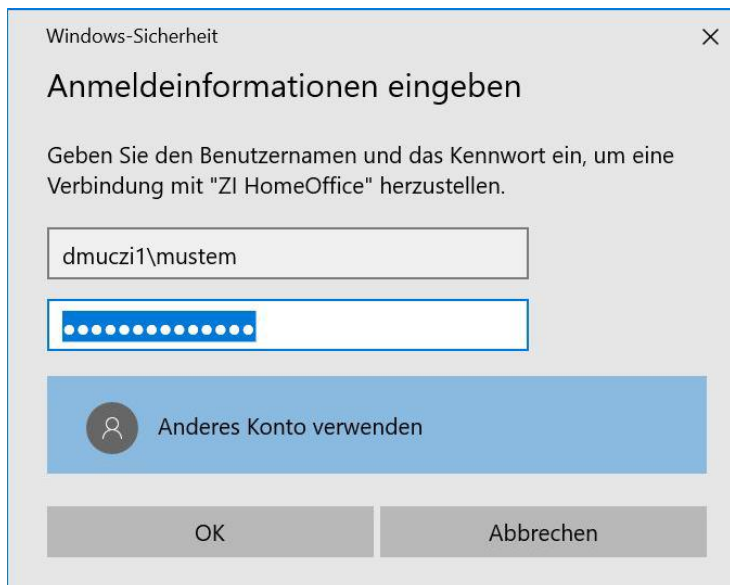 Windows-Sicherheit
Anmeldeinformationen eingeben
Geben Sie den Benutzernamen und das Kennwort ein, um eine
Verbindung mit "ZI HomeOffice" herzustellen.
dmuczi1\mustem
••••••••••••••
Anderes Konto verwenden
OK Abbrechen